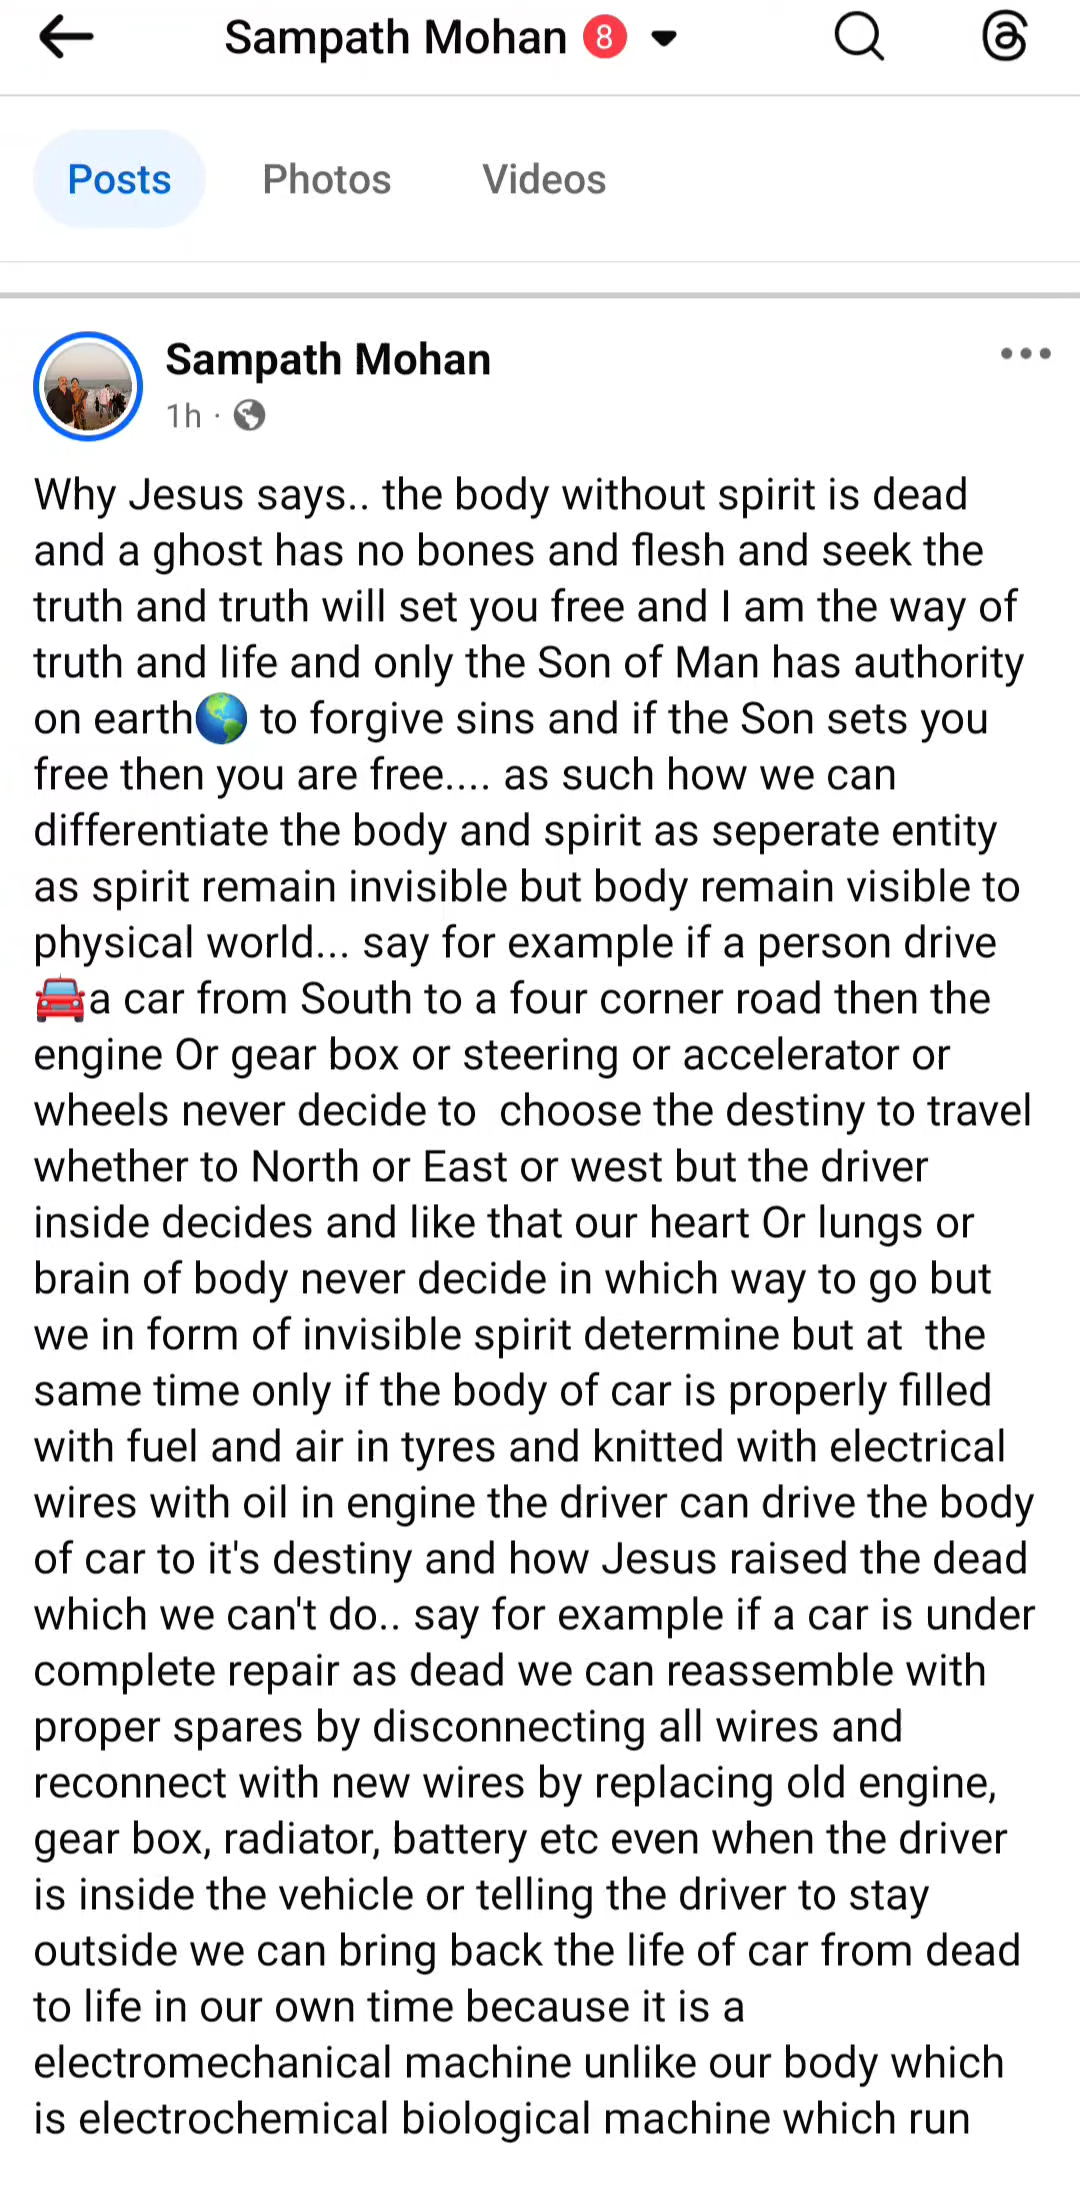 Sampath Mohan 8
Posts Photos Videos
Sampath Mohan
1h ·
Why Jesus says.. the body without spirit is dead
and a ghost has no bones and flesh and seek the
truth and truth will set you free and I am the way of
truth and life and only the Son of Man has authority
on earth🌎 to forgive sins and if the Son sets you
free then you are free.... as such how we can
differentiate the body and spirit as seperate entity
as spirit remain invisible but body remain visible to
physical world... say for example if a person drive
🚘a car from South to a four corner road then the
engine Or gear box or steering or accelerator or
wheels never decide to  choose the destiny to travel
whether to North or East or west but the driver
inside decides and like that our heart Or lungs or
brain of body never decide in which way to go but
we in form of invisible spirit determine but at  the
same time only if the body of car is properly filled
with fuel and air in tyres and knitted with electrical
wires with oil in engine the driver can drive the body
of car to it's destiny and how Jesus raised the dead
which we can't do.. say for example if a car is under
complete repair as dead we can reassemble with
proper spares by disconnecting all wires and
reconnect with new wires by replacing old engine,
gear box, radiator, battery etc even when the driver
is inside the vehicle or telling the driver to stay
outside we can bring back the life of car from dead
to life in our own time because it is a
electromechanical machine unlike our body which
is electrochemical biological machine which run